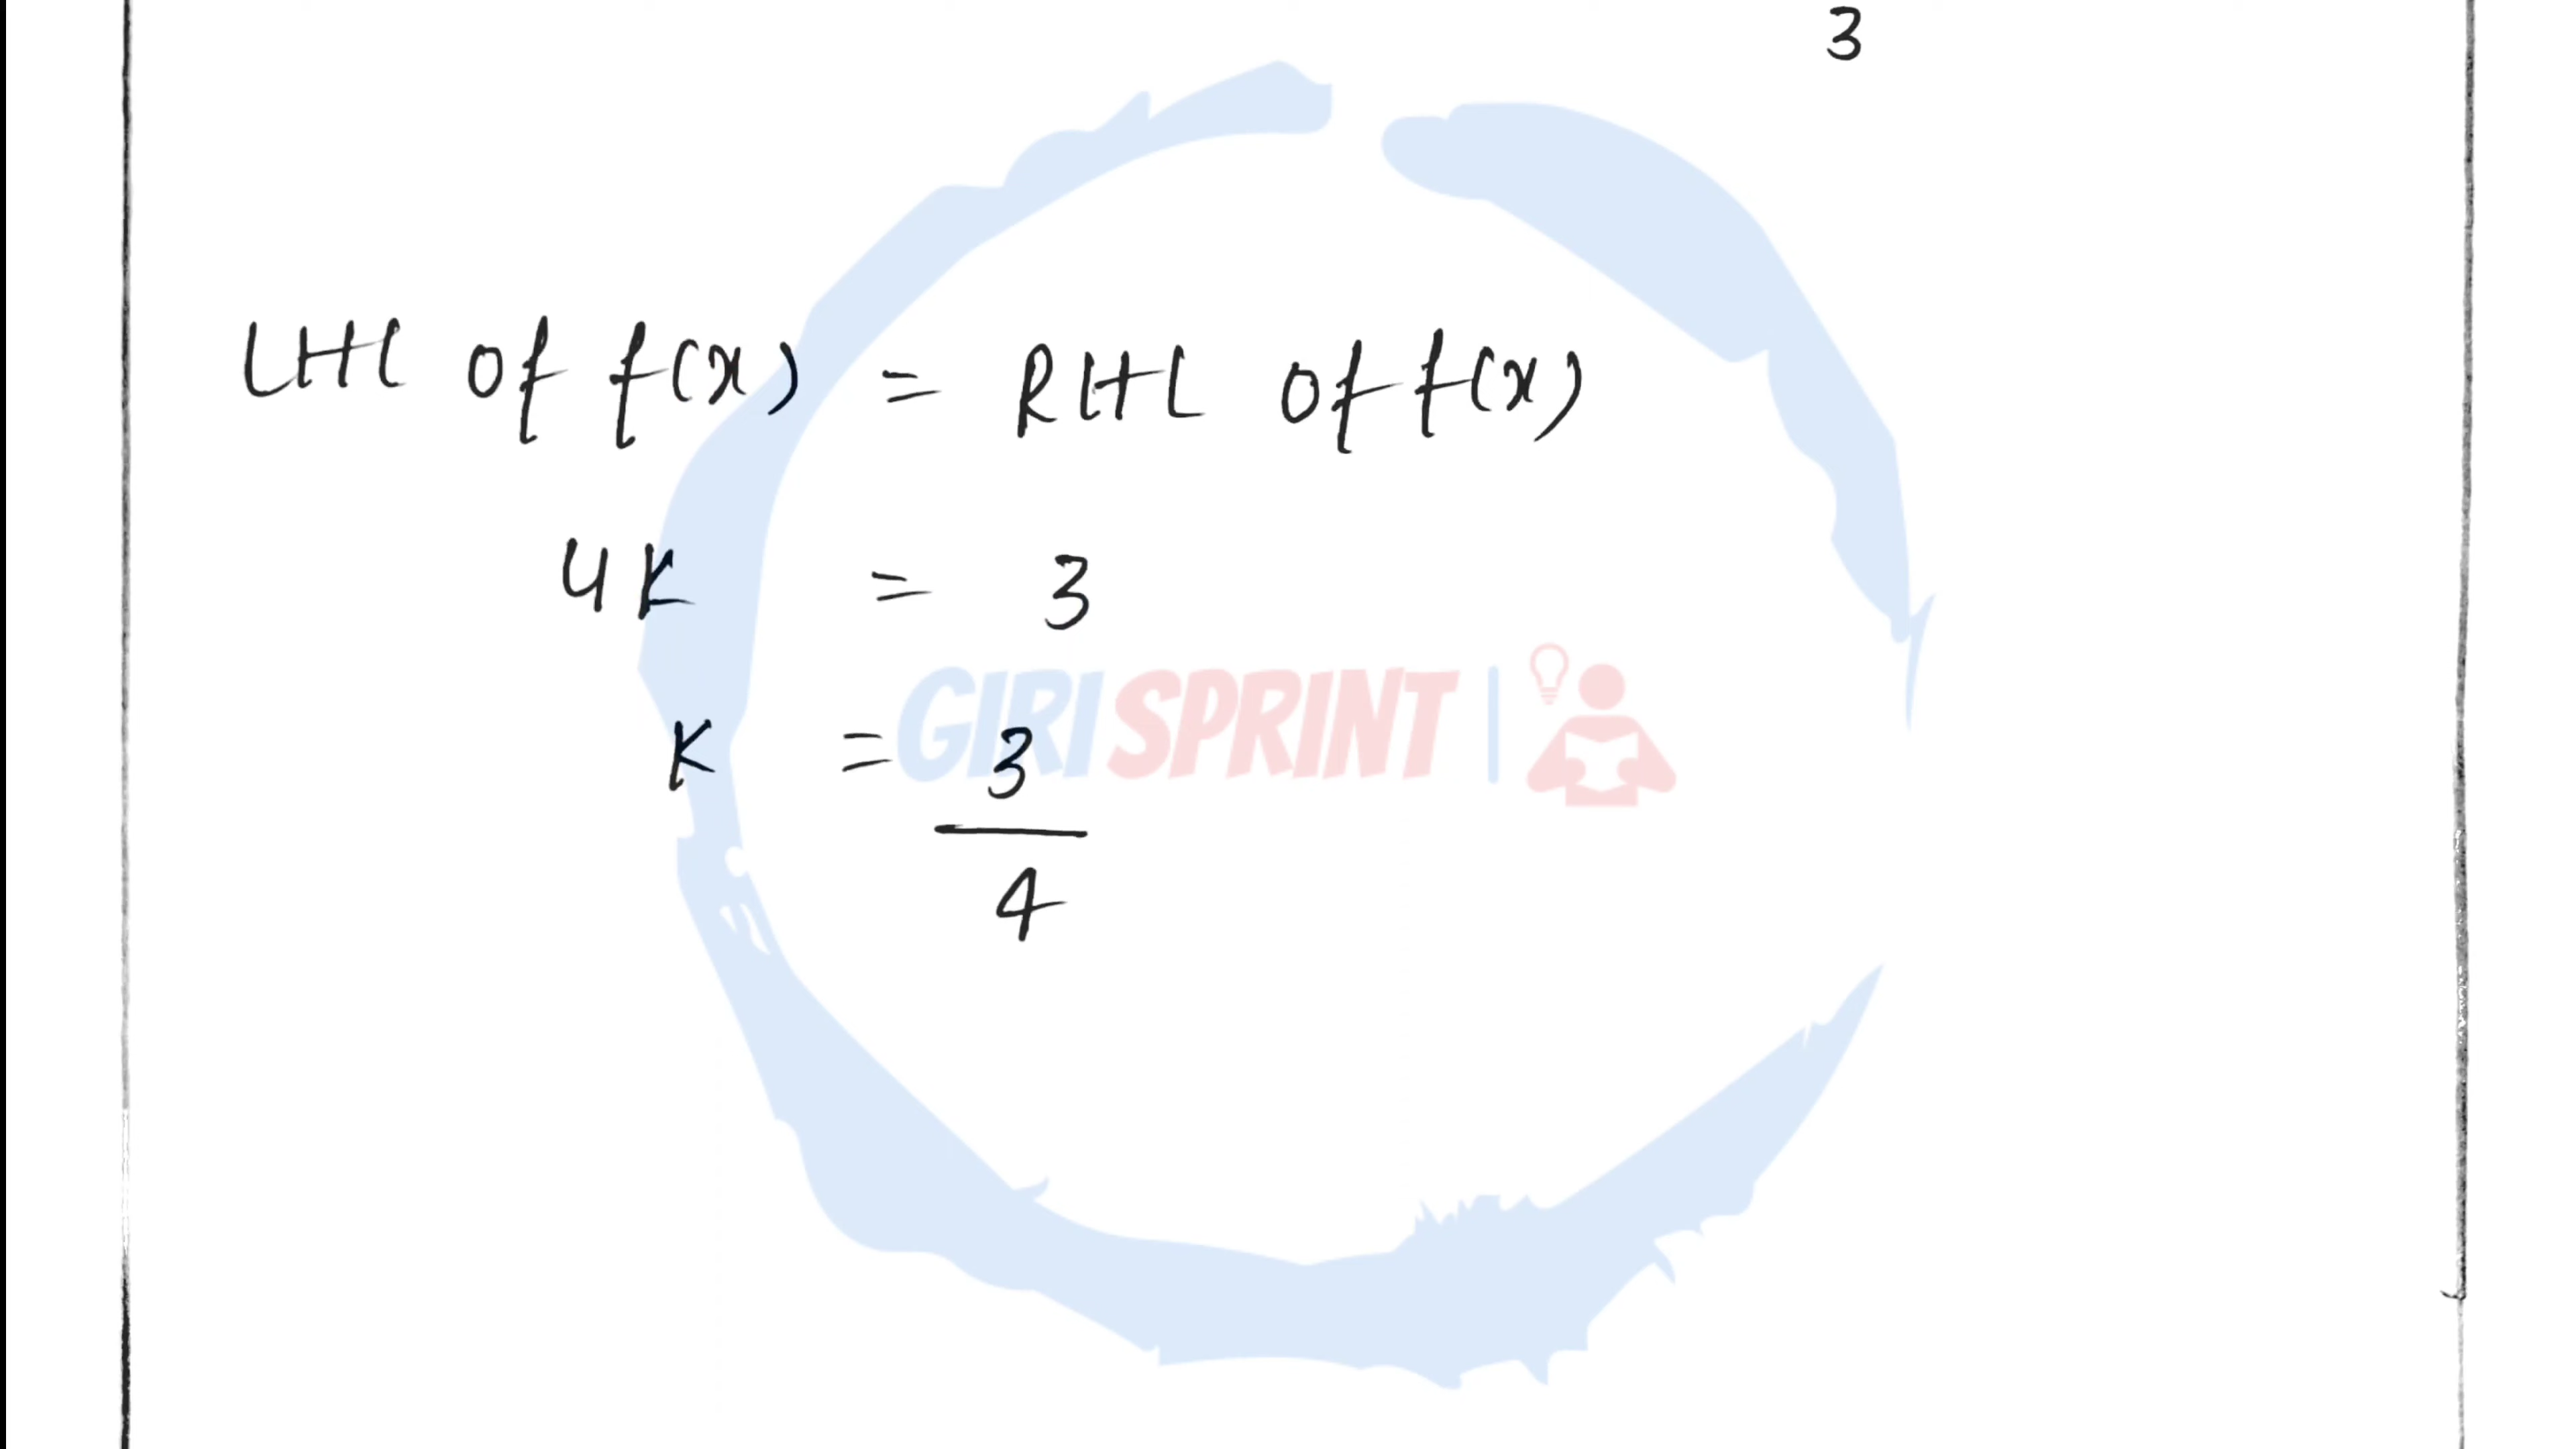 3
LHL of f(x) = RHL of f(x)
4K = 3
GIRISPRINT
K = 3
4